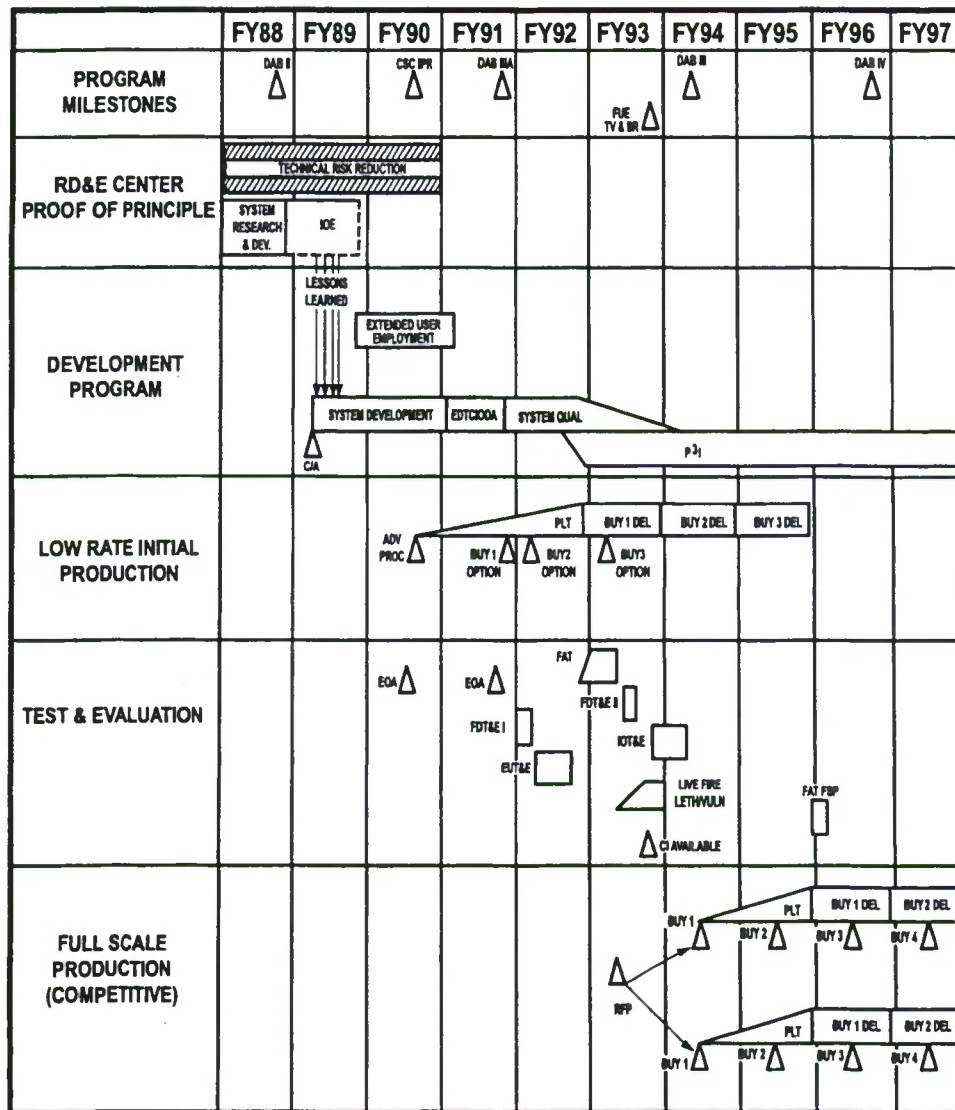 FY88 FY89 FY90 FY91 FY92 FY93 FY94 FY95 FY96 FY97
PROGRAM
MILESTONES
DAB II
CSC IPR
DAB IIIA
FUE
TV & BR
DAB III
DAB IV
RD&E CENTER
PROOF OF PRINCIPLE
TECHNICAL RISK REDUCTION
SYSTEM
RESEARCH
& DEV.
IOE
DEVELOPMENT
PROGRAM
LESSONS
LEARNED
EXTENDED USER
EMPLOYMENT
SYSTEM DEVELOPMENT
SYSTEM QUAL
C/A
P3I
LOW RATE INITIAL
PRODUCTION
ADV
PROC
PLT
BUY 1 DEL
BUY 2 DEL
BUY 3 DEL
BUY 1
OPTION
BUY2
OPTION
BUY3
OPTION
TEST & EVALUATION
EOA
EOA
FAT
FDT&E I
FDT&E II
EUT&E
IOT&E
LIVE FIRE
LETH/VULN
FAT FSP
CI AVAILABLE
FULL SCALE
PRODUCTION
(COMPETITIVE)
RFP
BUY 1
PLT
BUY 1 DEL
BUY 2 DEL
BUY 2
BUY 3
BUY 4
BUY 1
PLT
BUY 1 DEL
BUY 2 DEL
BUY 2
BUY 3
BUY 4